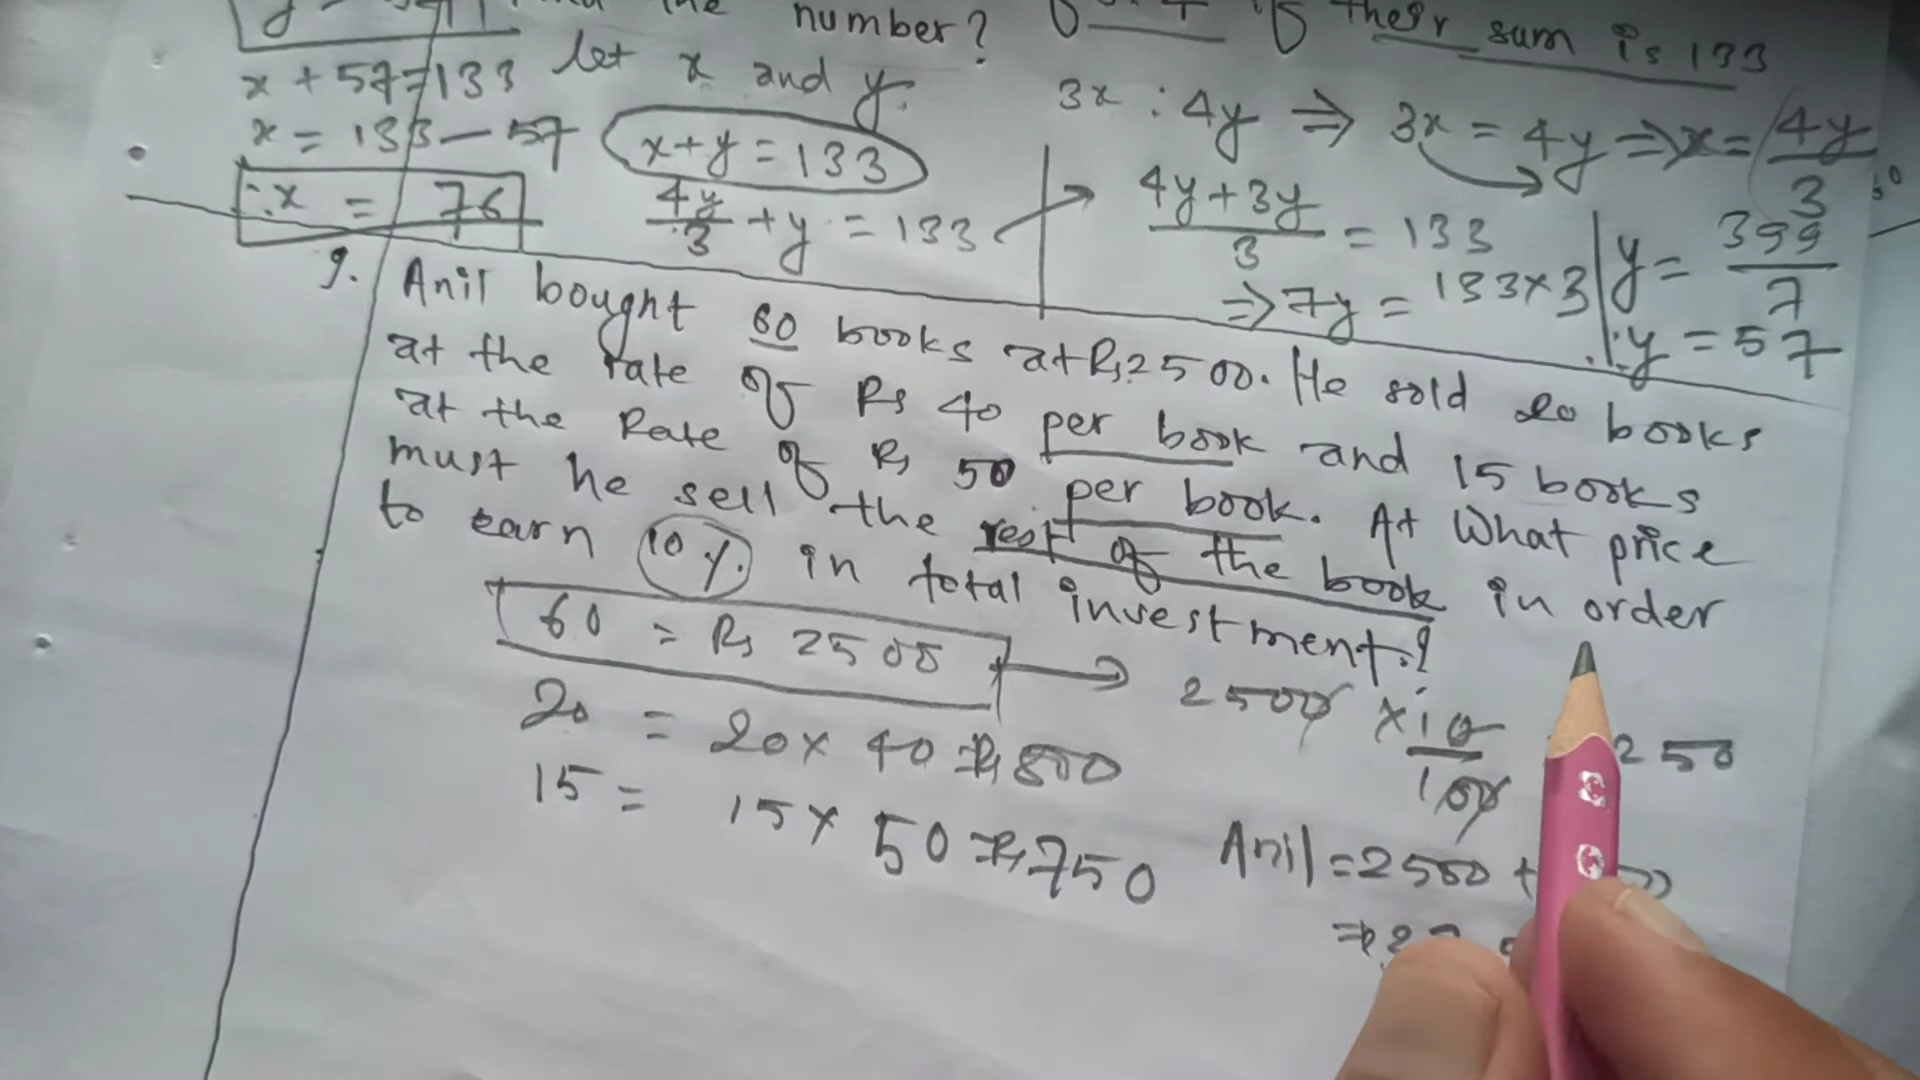 number? their sum is 133
x + 57 = 133 let x and y.
3x : 4y ⇒ 3x = 4y ⇒ x = 4y/3
x = 133 - 57
x + y = 133
∴ x = 76
4y/3 + y = 133
(4y + 3y)/3 = 133
⇒ 7y = 133 × 3
y = 399/7
∴ y = 57
9. Anil bought 60 books at Rs 2500. He sold 20 books
at the rate of Rs 40 per book and 15 books
at the Rate of Rs 50 per book. At What price
must he sell the rest of the book in order
to earn 10 % in total investment?
60 = Rs 2500
2500 × 10/100 250
20 = 20 × 40 = Rs 800
15 = 15 × 50 = Rs 750
Anil = 2500 +